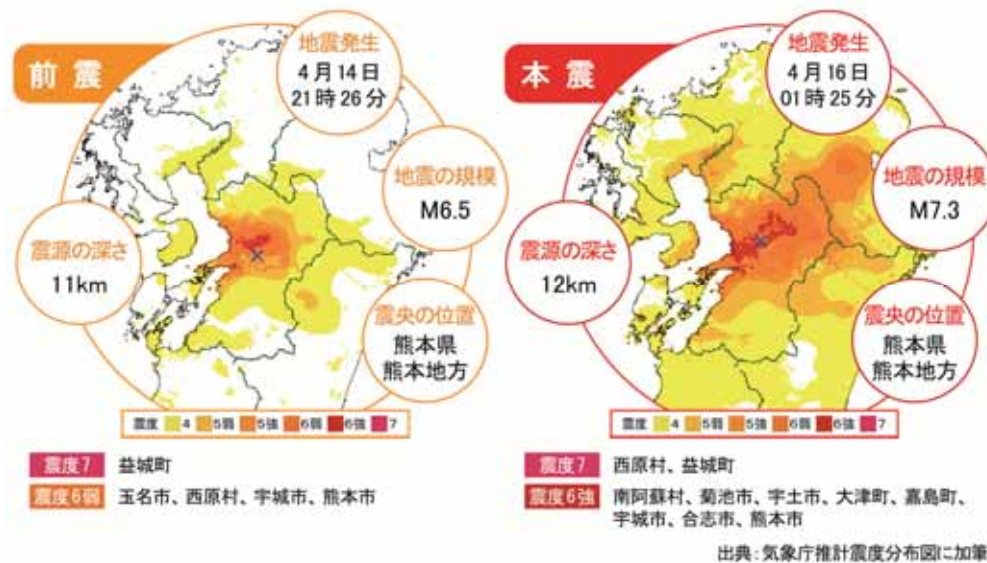 前震
地震発生
4月14日
21時26分
地震の規模
M6.5
震源の深さ
11km
震央の位置
熊本県
熊本地方
震度 4 5弱 5強 6弱 6強 7
震度7 益城町
震度6弱 玉名市、西原村、宇城市、熊本市
本震
地震発生
4月16日
01時25分
地震の規模
M7.3
震源の深さ
12km
震央の位置
熊本県
熊本地方
震度 4 5弱 5強 6弱 6強 7
震度7 西原村、益城町
震度6強 南阿蘇村、菊池市、宇土市、大津町、嘉島町、
宇城市、合志市、熊本市
出典：気象庁推計震度分布図に加筆